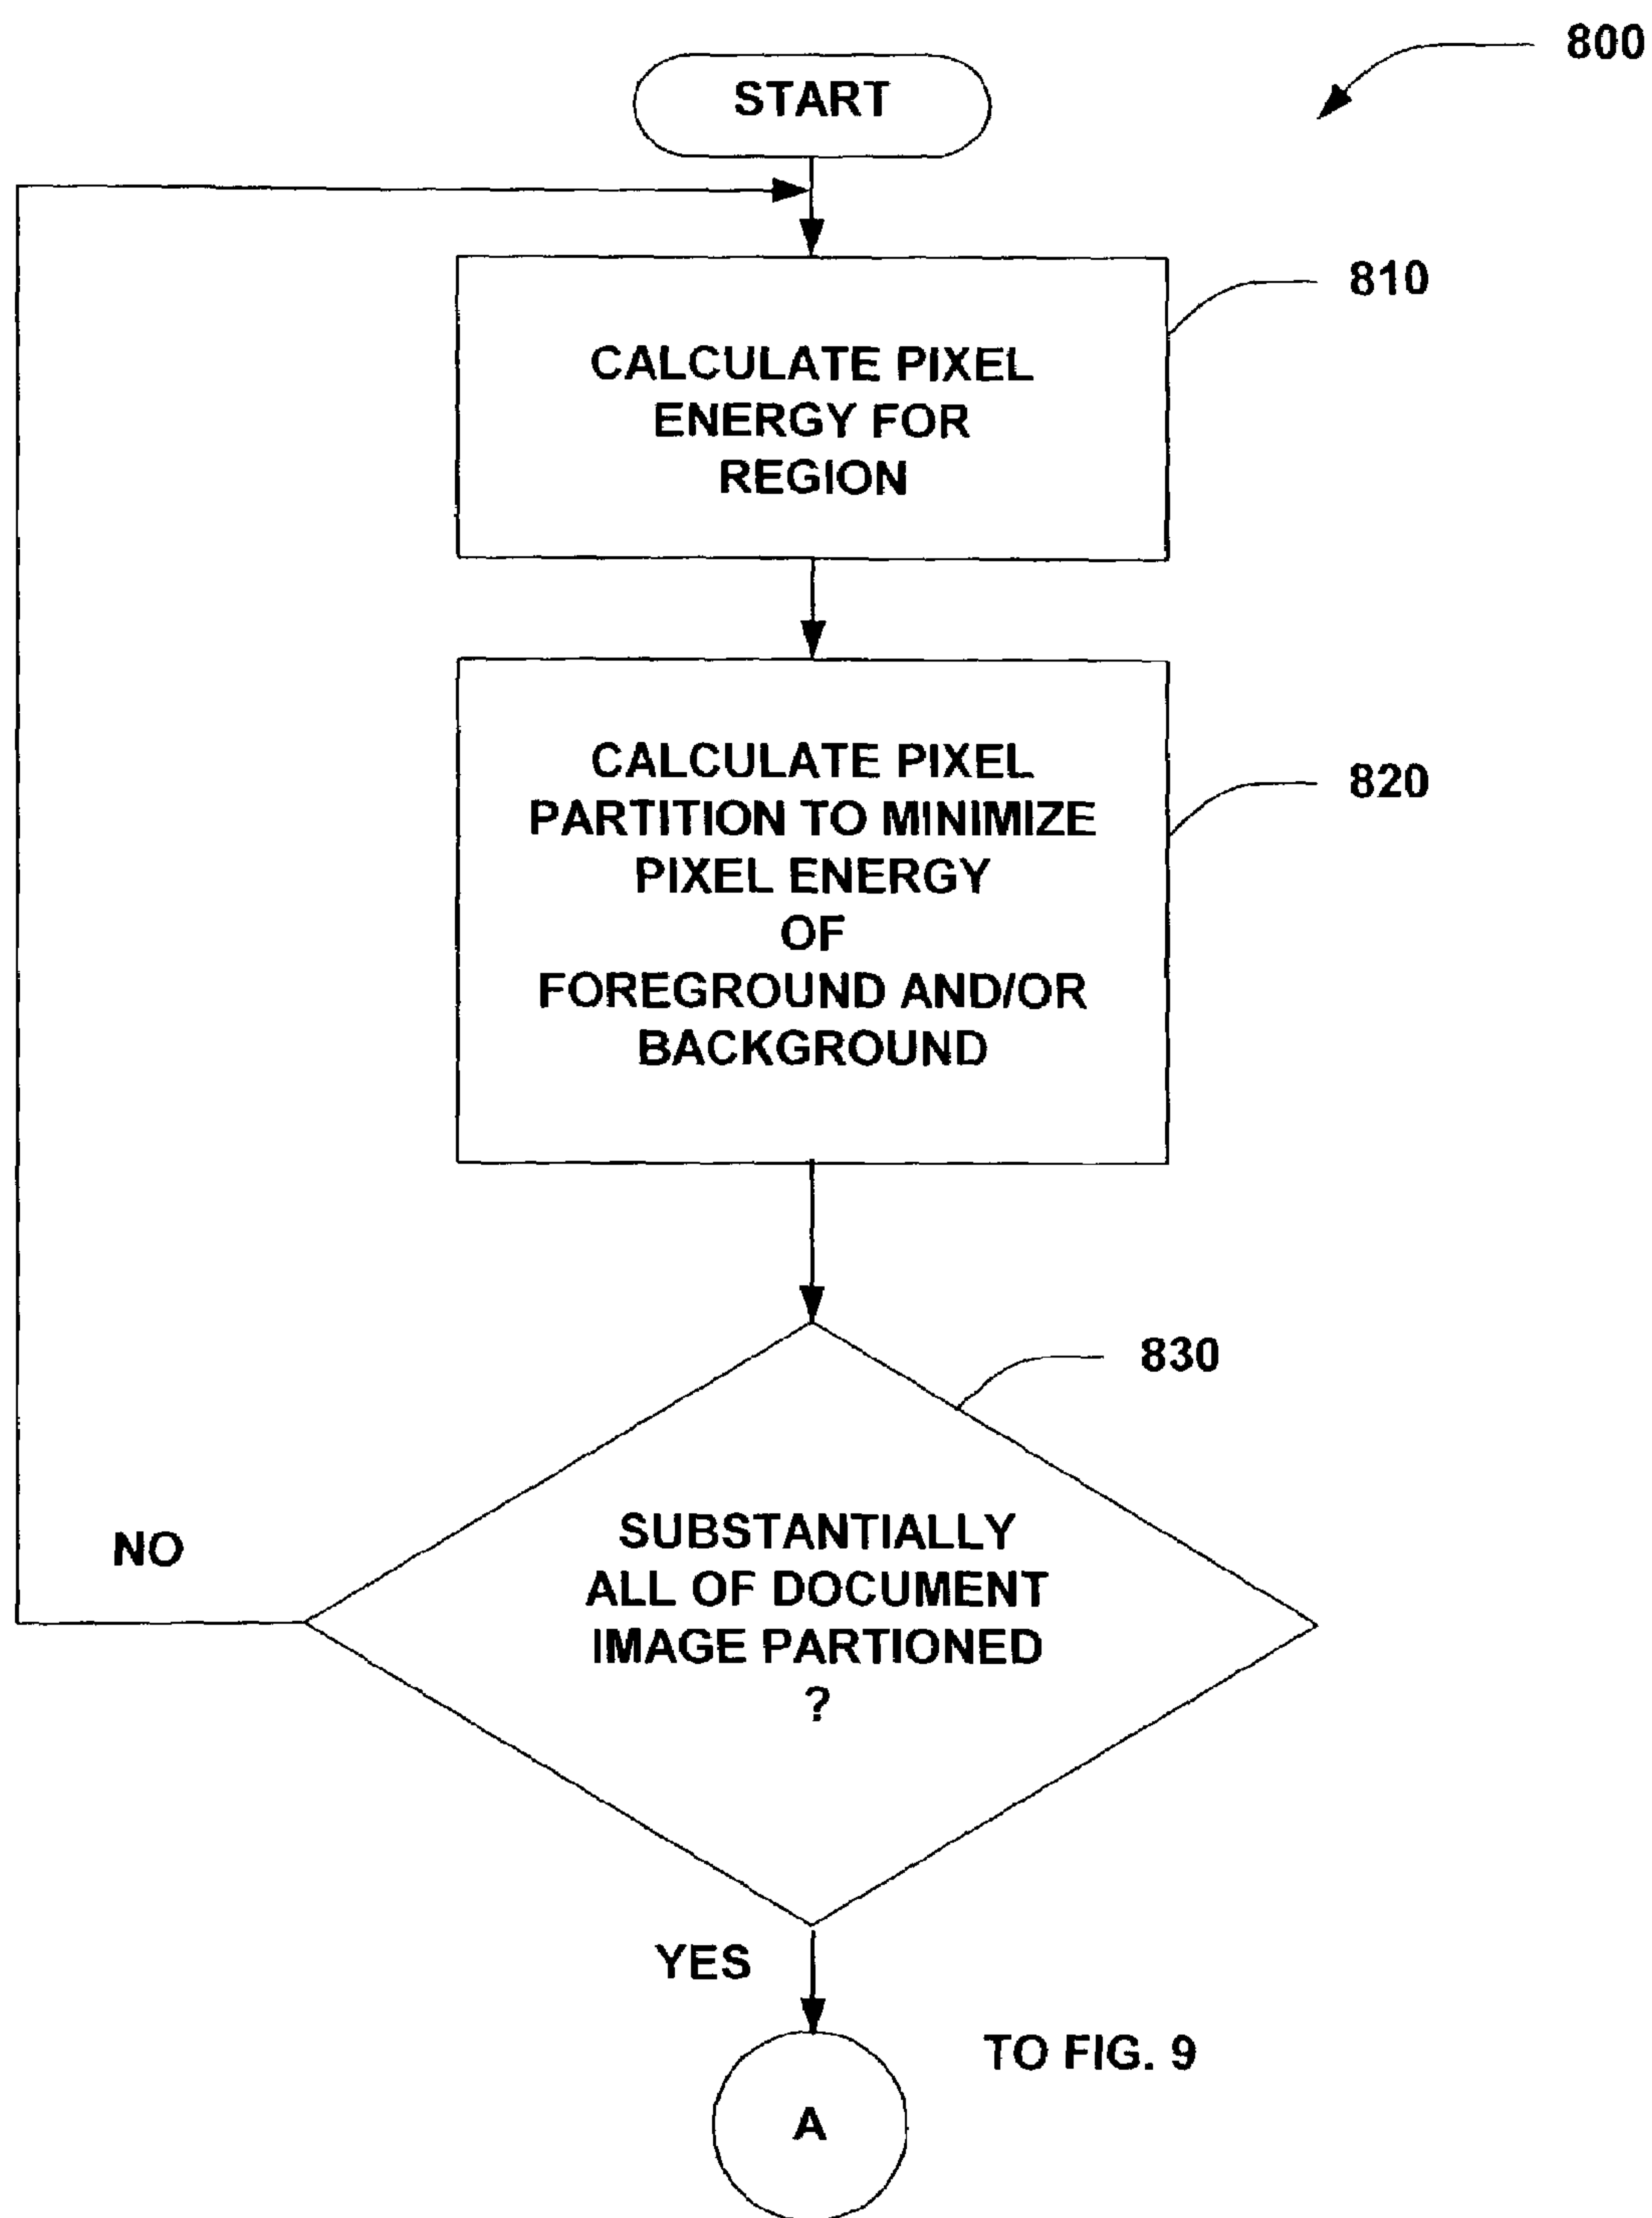 800
START
810
CALCULATE PIXEL
ENERGY FOR
REGION
820
CALCULATE PIXEL
PARTITION TO MINIMIZE
PIXEL ENERGY
OF
FOREGROUND AND/OR
BACKGROUND
830
SUBSTANTIALLY
ALL OF DOCUMENT
IMAGE PARTIONED
?
NO
YES
TO FIG. 9
A